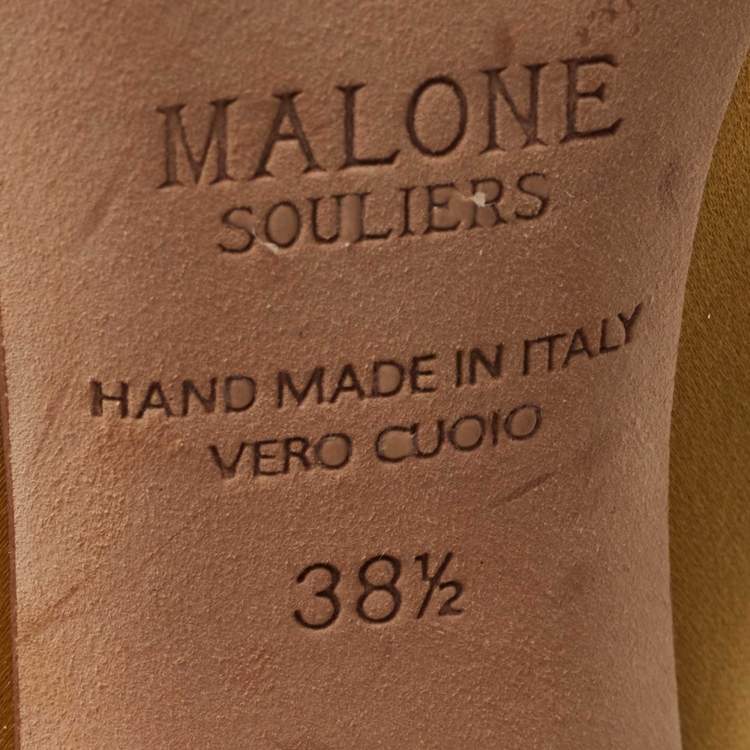 MALONE
SOULIERS
HAND MADE IN ITALY
VERO CUOIO
38½